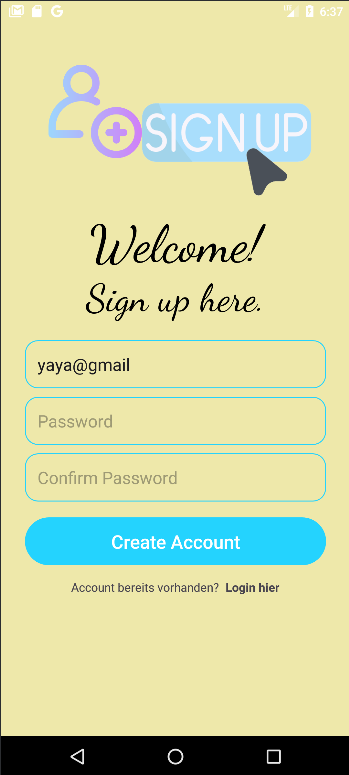 6:37
SIGN UP
Welcome!
Sign up here.
yaya@gmail
Password
Confirm Password
Create Account
Account bereits vorhanden? Login hier